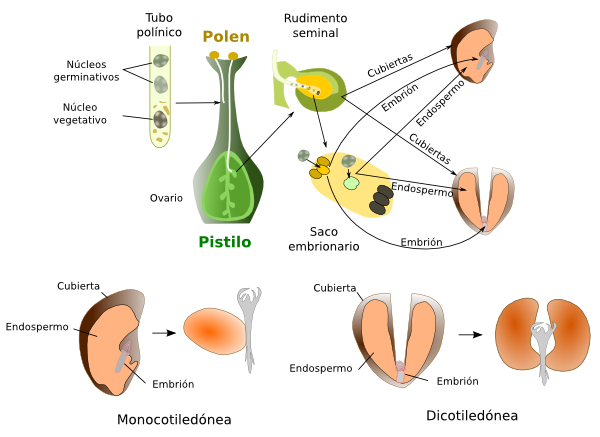 Tubo
polínico
Polen
Rudimento
seminal
Núcleos
germinativos
Núcleo
vegetativo
Ovario
Pistilo
Cubiertas
Embrión
Endospermo
Cubiertas
Endospermo
Embrión
Saco
embrionario
Cubierta
Endospermo
Embrión
Monocotiledónea
Cubierta
Endospermo
Embrión
Dicotiledónea